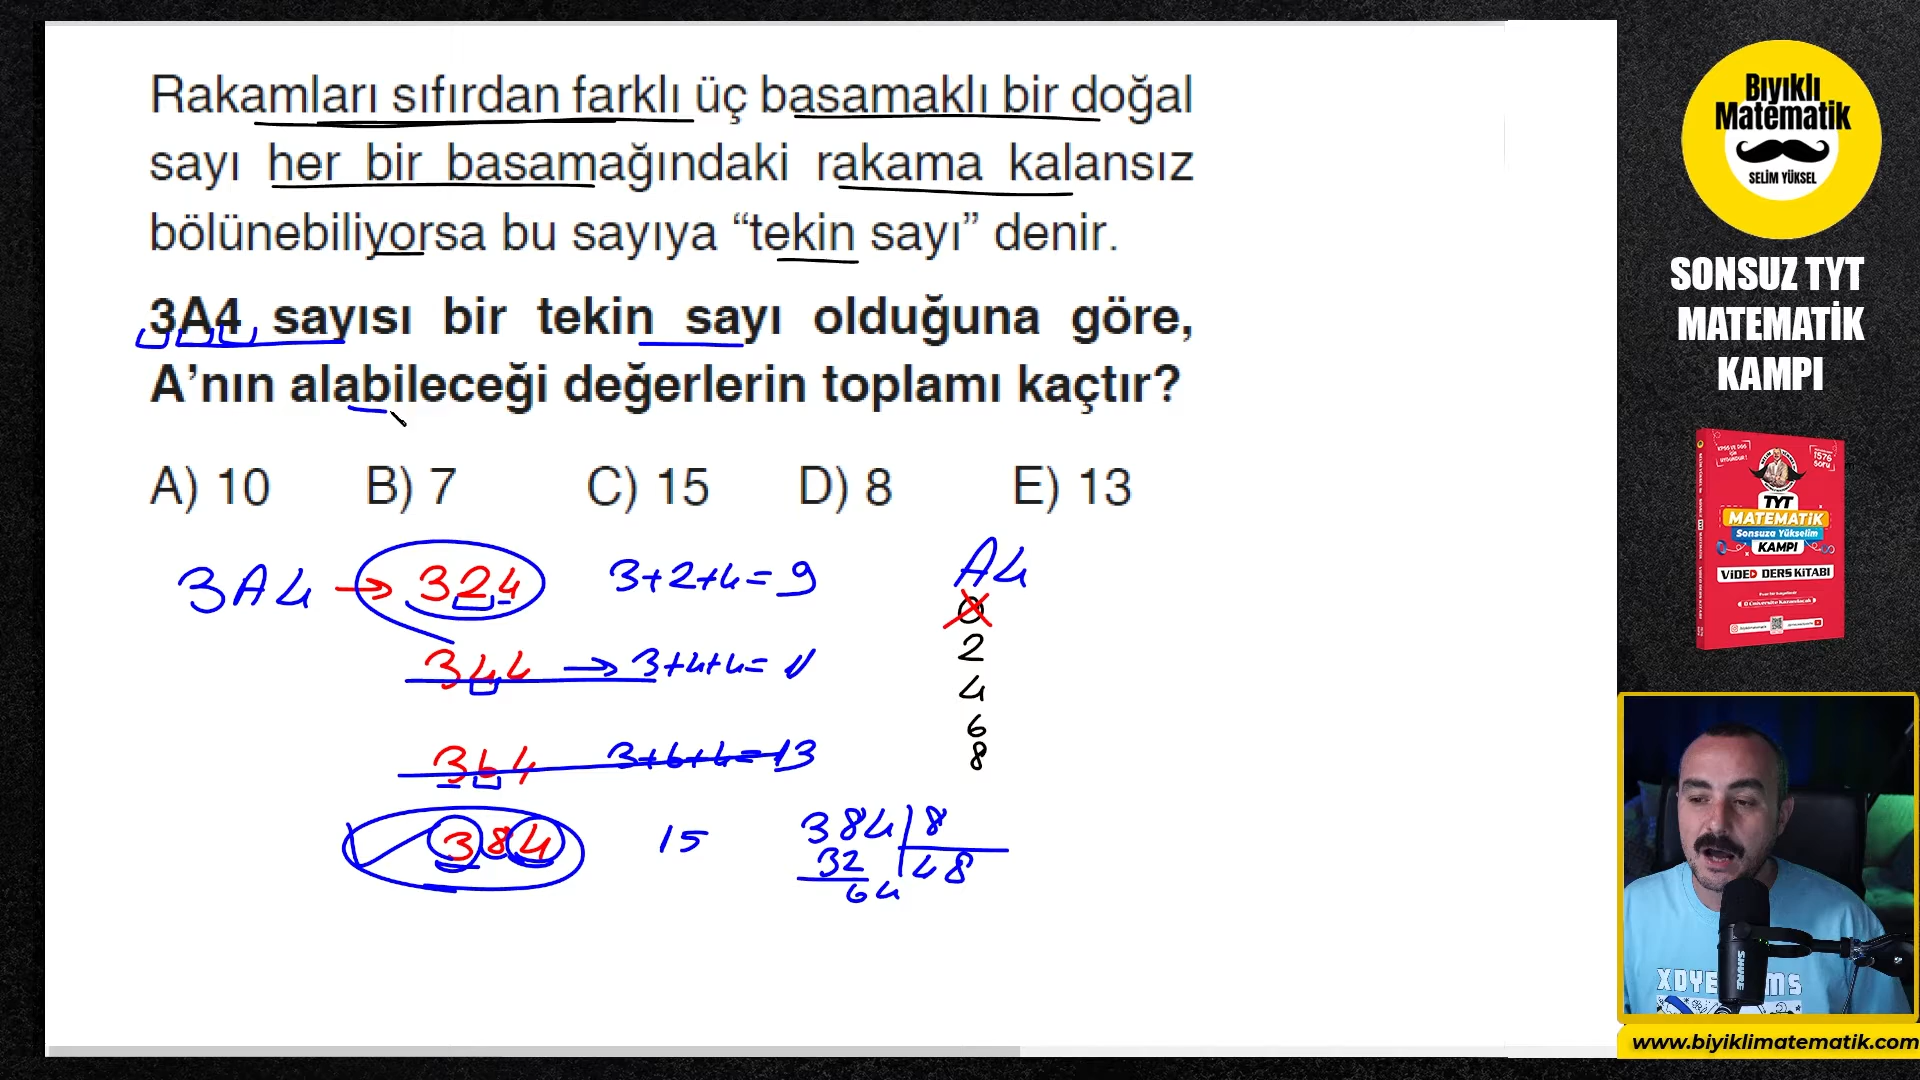 Rakamları sıfırdan farklı üç basamaklı bir doğal
sayı her bir basamağındaki rakama kalansız
bölünebiliyorsa bu sayıya “tekin sayı” denir.
3A4 sayısı bir tekin sayı olduğuna göre,
A’nın alabileceği değerlerin toplamı kaçtır?
A) 10 B) 7 C) 15 D) 8 E) 13
3A4 → 324 3+2+4=9
344 → 3+4+4=11
364 3+6+4=13
384 15
A4
0
2
4
6
8
384 8
32 48
64
Bıyıklı
Matematik
SELİM YÜKSEL
SONSUZ TYT
MATEMATİK
KAMPI
TYT
MATEMATİK
Sonsuza Yükselim
KAMPI
VİDEO DERS KİTABI
SHURE
www.biyiklimatematik.com